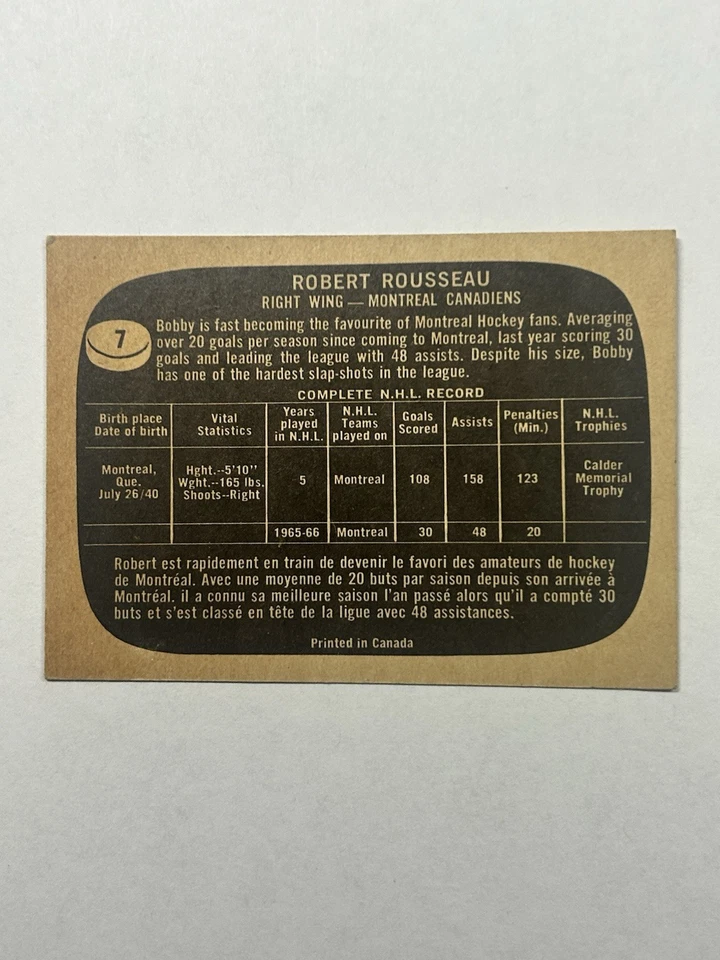 ROBERT ROUSSEAU
RIGHT WING — MONTREAL CANADIENS
7
Bobby is fast becoming the favourite of Montreal Hockey fans. Averaging
over 20 goals per season since coming to Montreal, last year scoring 30
goals and leading the league with 48 assists. Despite his size, Bobby
has one of the hardest slap-shots in the league.
COMPLETE N.H.L. RECORD
Birth place
Date of birth
Vital
Statistics
Years
played
in N.H.L.
N.H.L.
Teams
played on
Goals
Scored
Assists
Penalties
(Min.)
N.H.L.
Trophies
Montreal,
Que.
July 26/40
Hght.--5'10''
Wght.--165 lbs.
Shoots--Right
5
Montreal
108
158
123
Calder
Memorial
Trophy
1965-66
Montreal
30
48
20
Robert est rapidement en train de devenir le favori des amateurs de hockey
de Montréal. Avec une moyenne de 20 buts par saison depuis son arrivée à
Montréal. il a connu sa meilleure saison l'an passé alors qu'il a compté 30
buts et s'est classé en tête de la ligue avec 48 assistances.
Printed in Canada